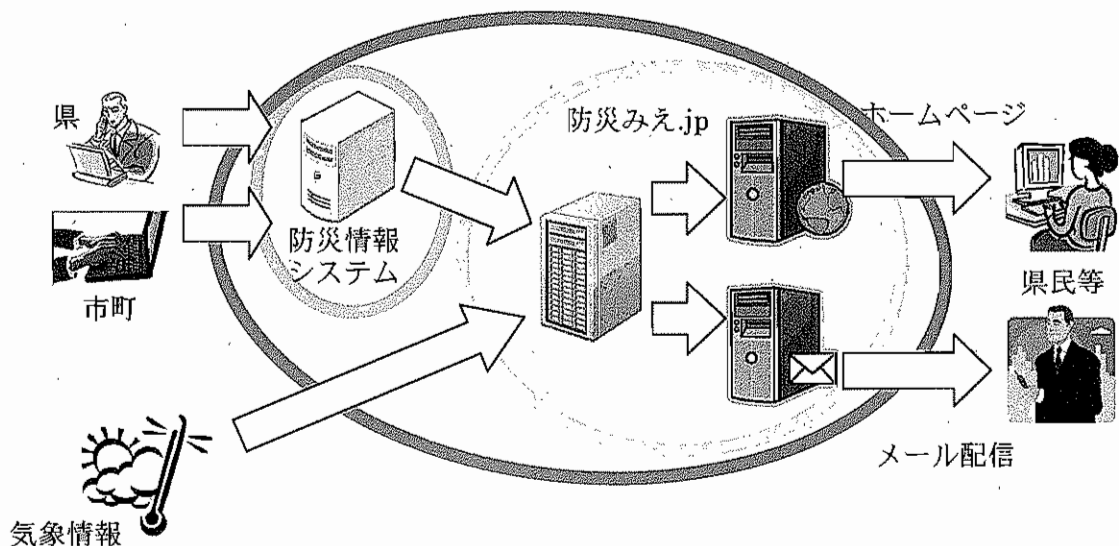 県
市町
気象情報
防災情報
システム
防災みえ.jp
ホームページ
県民等
メール配信